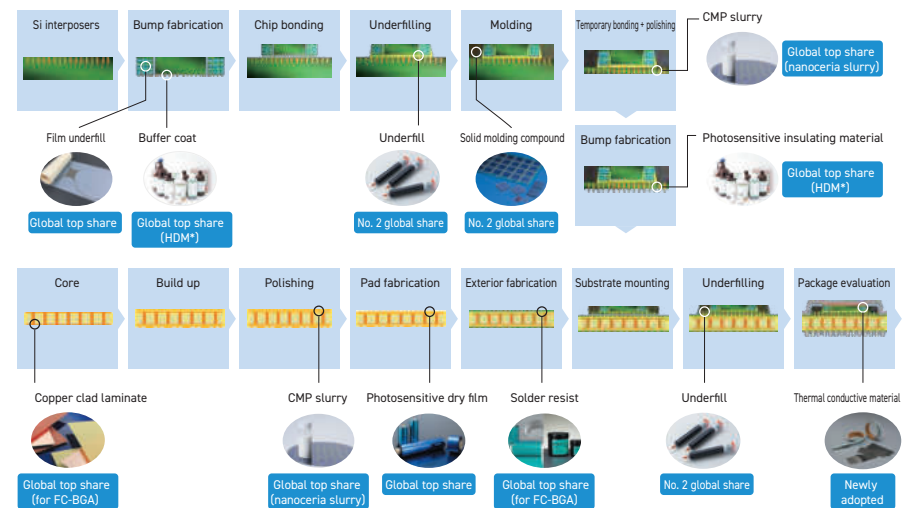 Si interposers
Bump fabrication
Chip bonding
Underfilling
Molding
Temporary bonding + polishing
CMP slurry
Global top share
(nanoceria slurry)
Film underfill
Buffer coat
Underfill
Solid molding compound
Bump fabrication
Photosensitive insulating material
Global top share
(HDM*)
Global top share
Global top share
(HDM*)
No. 2 global share
No. 2 global share
Core
Build up
Polishing
Pad fabrication
Exterior fabrication
Substrate mounting
Underfilling
Package evaluation
Copper clad laminate
CMP slurry
Photosensitive dry film
Solder resist
Underfill
Thermal conductive material
Global top share
(for FC-BGA)
Global top share
(nanoceria slurry)
Global top share
Global top share
(for FC-BGA)
No. 2 global share
Newly
adopted